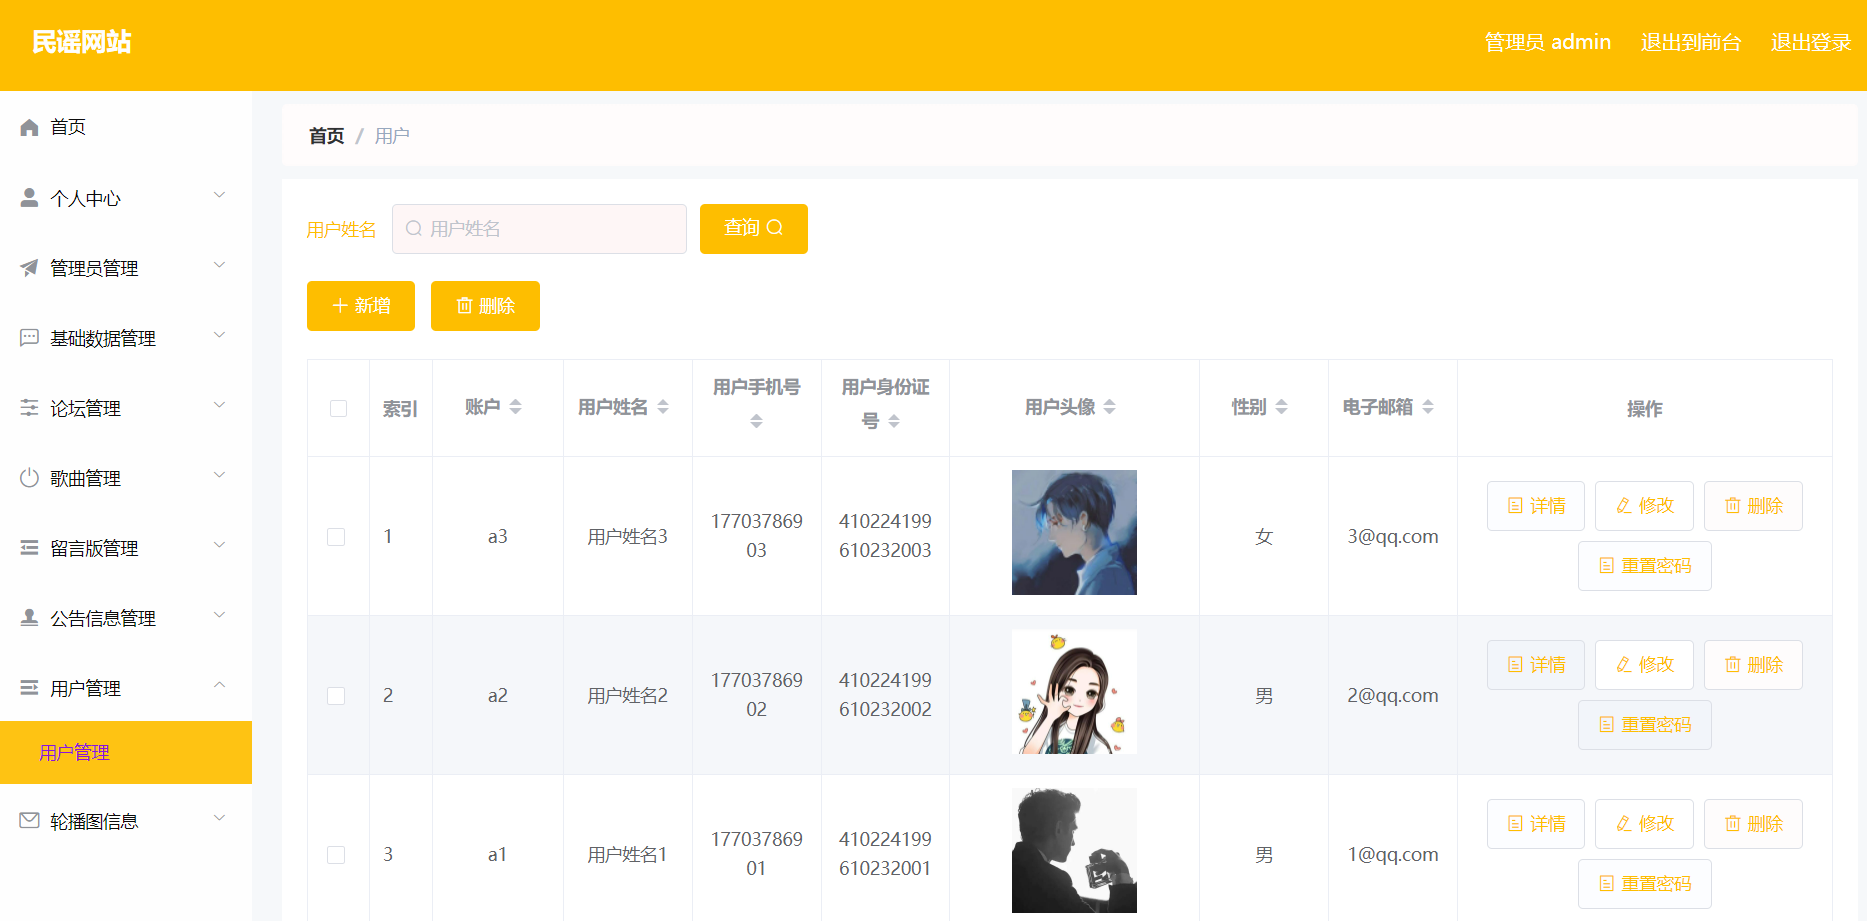 民谣网站
管理员 admin
退出到前台
退出登录
首页
个人中心
管理员管理
基础数据管理
论坛管理
歌曲管理
留言版管理
公告信息管理
用户管理
用户管理
轮播图信息
首页 / 用户
用户姓名
用户姓名
查询
新增
删除
索引
账户
用户姓名
用户手机号
用户身份证
号
用户头像
性别
电子邮箱
操作
1
a3
用户姓名3
177037869
03
410224199
610232003
女
3@qq.com
详情
修改
删除
重置密码
2
a2
用户姓名2
177037869
02
410224199
610232002
男
2@qq.com
详情
修改
删除
重置密码
3
a1
用户姓名1
177037869
01
410224199
610232001
男
1@qq.com
详情
修改
删除
重置密码